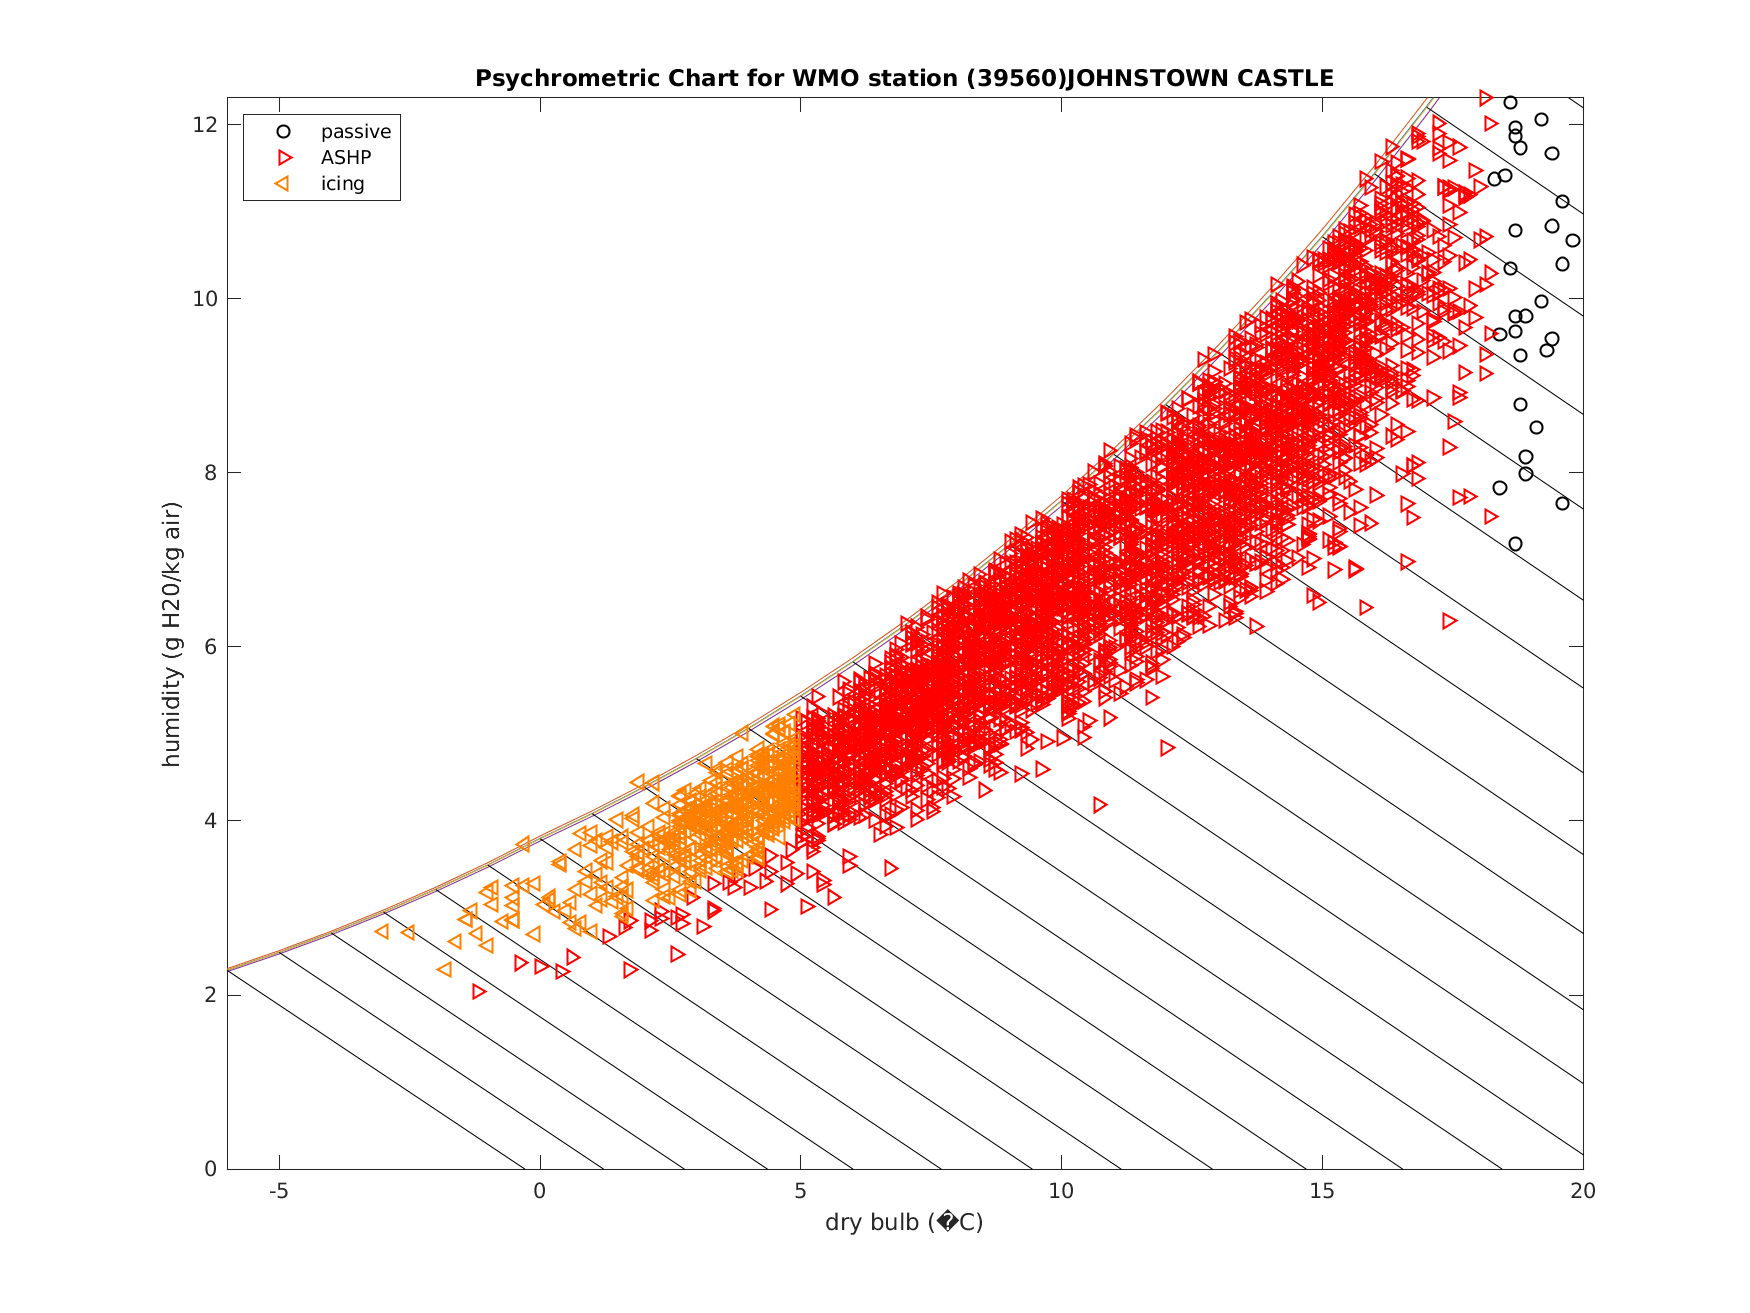 Psychrometric Chart for WMO station (39560)JOHNSTOWN CASTLE
passive
ASHP
icing
humidity (g H20/kg air)
12
10
8
6
4
2
0
-5
0
5
10
15
20
dry bulb (�C)